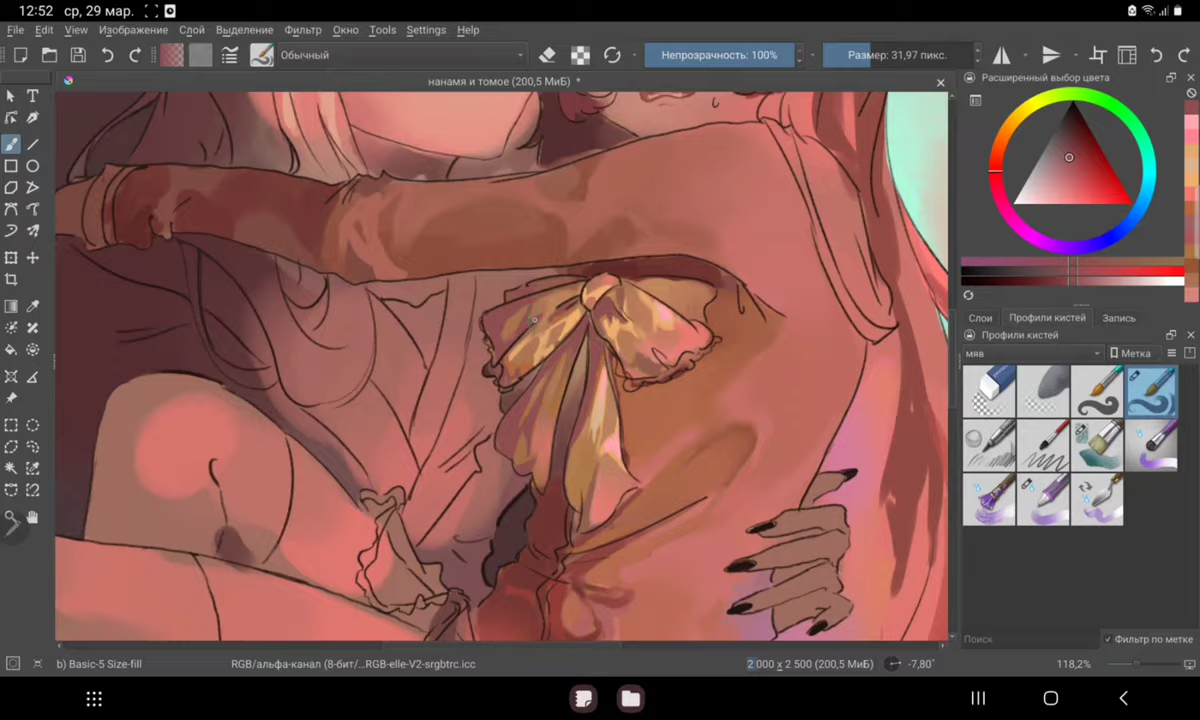 12:52 ср, 29 мар.
File Edit View Изображение Слой Выделение Фильтр Окно Tools Settings Help
Обычный
Непрозрачность: 100%
Размер: 31,97 пикс.
нанамя и томое (200,5 МиБ) *
Расширенный выбор цвета
Слои Профили кистей Запись
Профили кистей
мяв
Метка
Поиск
Фильтр по метке
b) Basic-5 Size-fill
RGB/альфа-канал (8-бит/...RGB-elle-V2-srgbtrc.icc
2 000 x 2 500 (200,5 МиБ)
-7,80°
118,2%